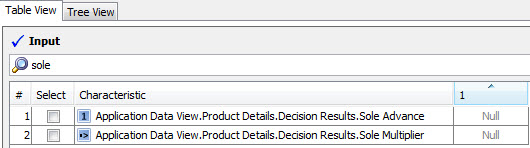 Table View Tree View
Input
sole
# Select Characteristic 1
1 1 Application Data View.Product Details.Decision Results.Sole Advance Null
2 Application Data View.Product Details.Decision Results.Sole Multiplier Null